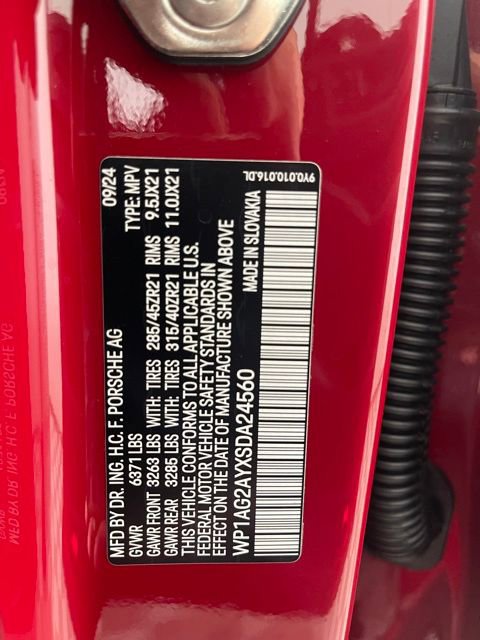 MFD BY DR. ING. H.C. F. PORSCHE AG 09/24
GVWR 6871 LBS TYPE: MPV
GAWR FRONT 3263 LBS WITH: TIRES 285/45ZR21 RIMS 9.5JX21
GAWR REAR 3285 LBS WITH: TIRES 315/40ZR21 RIMS 11.0JX21
THIS VEHICLE CONFORMS TO ALL APPLICABLE U.S.
FEDERAL MOTOR VEHICLE SAFETY STANDARDS IN
EFFECT ON THE DATE OF MANUFACTURE SHOWN ABOVE
WP1AG2AYXSDA24560 MADE IN SLOVAKIA
9Y0.010.016.DL